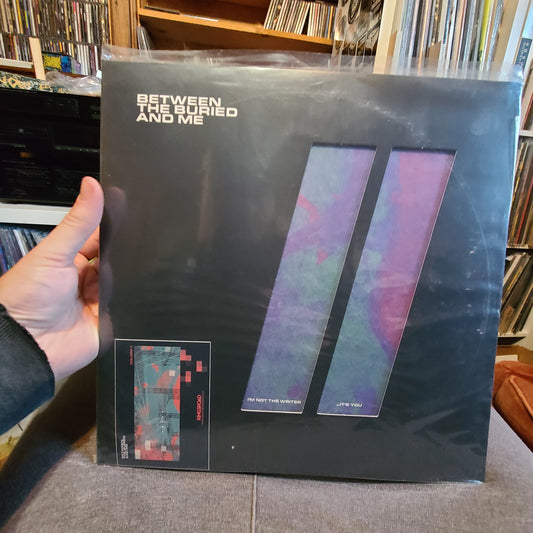 BETWEEN
THE BURIED
AND ME
I'M NOT THE WRITER
...IT'S YOU